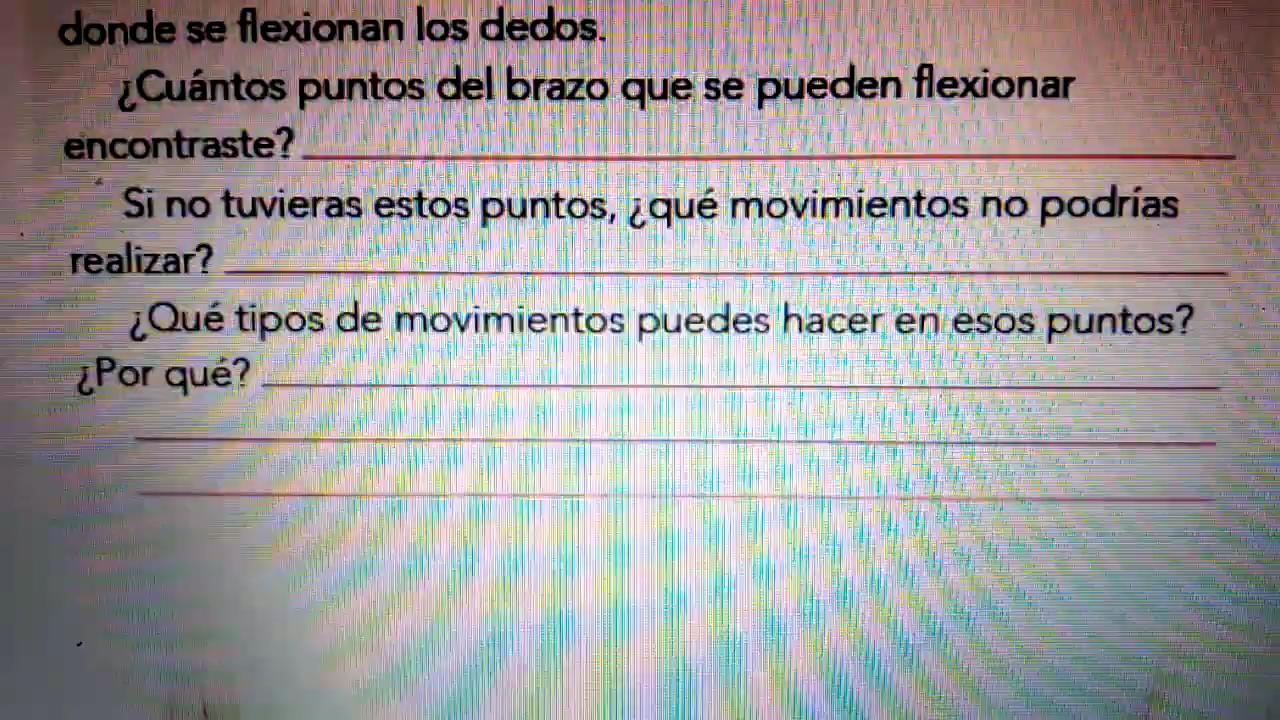 donde se flexionan los dedos.
¿Cuántos puntos del brazo que se pueden flexionar
encontraste?
Si no tuvieras estos puntos, ¿qué movimientos no podrías
realizar?
¿Qué tipos de movimientos puedes hacer en esos puntos?
¿Por qué?